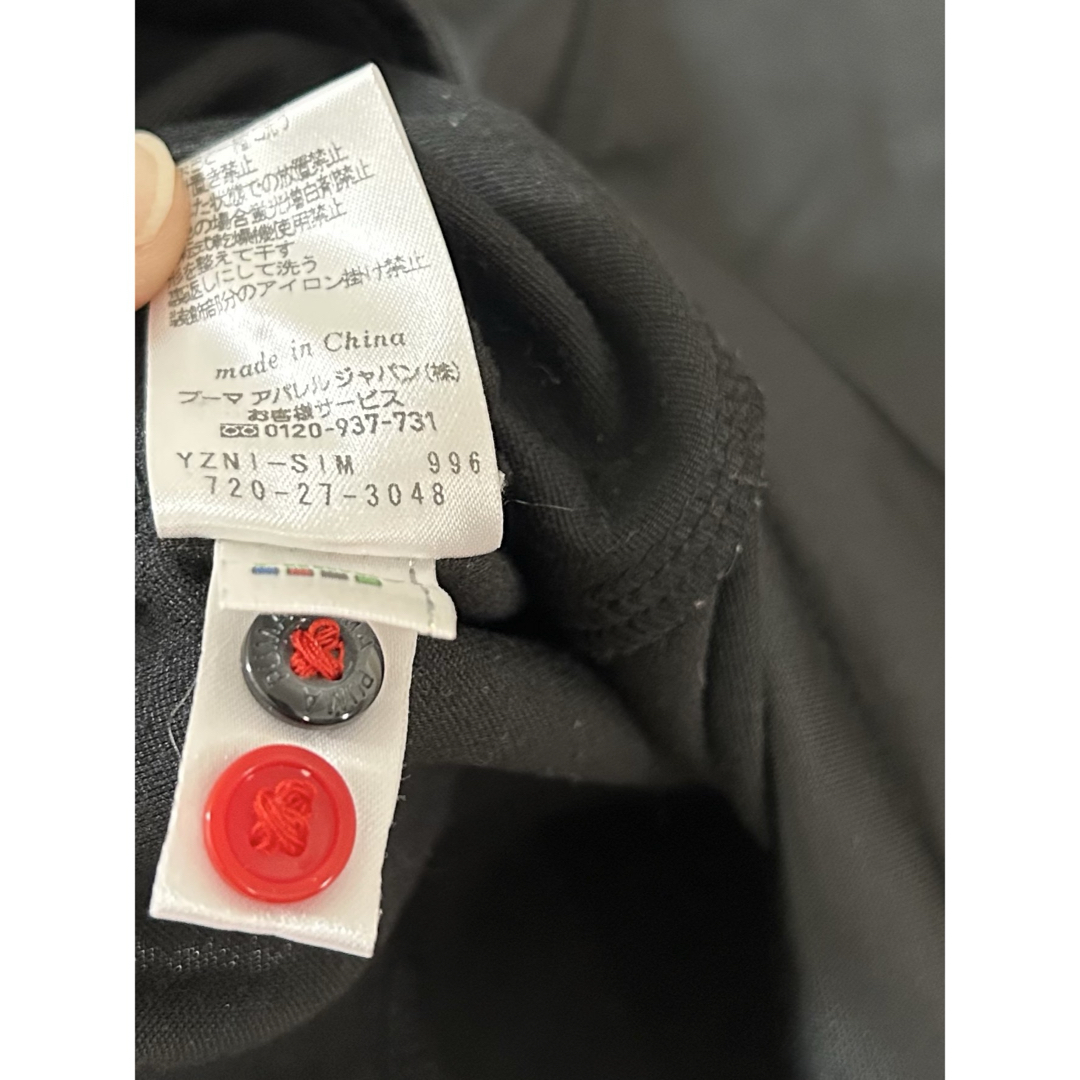 き禁止
た状態での放置禁止
の場合蛍光増白剤禁止
乾燥機使用禁止
を整えて干す
裏返しにして洗う
装飾部分のアイロン掛け禁止
made in China
プーマ アパレル ジャパン(株)
お客様サービス
0120-937-731
YZNI-SIM 996
720-27-3048
PUMA